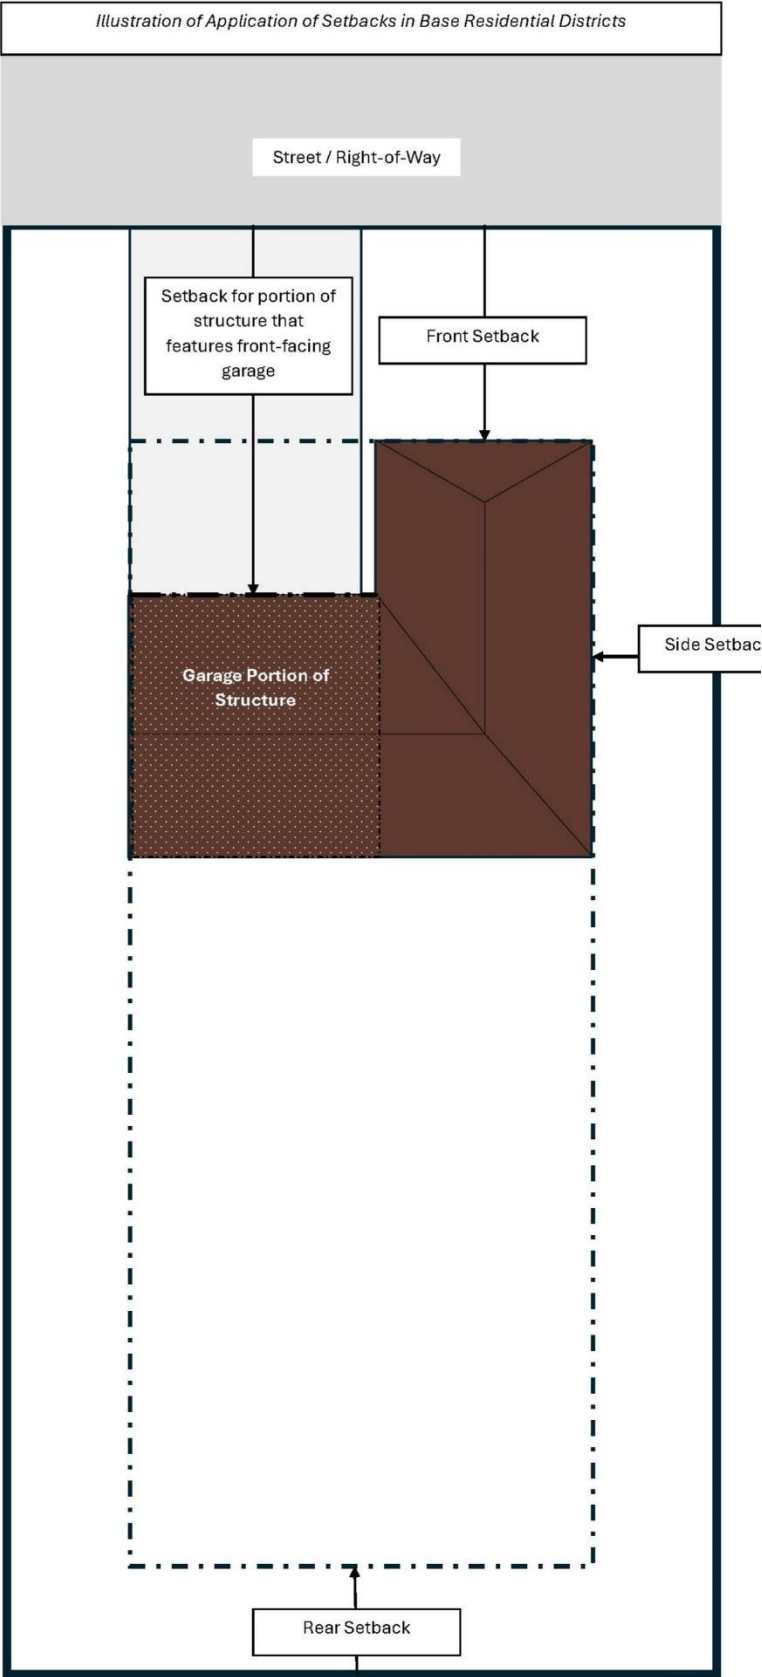 Illustration of Application of Setbacks in Base Residential Districts
Street / Right-of-Way
Setback for portion of
structure that
features front-facing
garage
Front Setback
Side Setbac
Garage Portion of
Structure
Rear Setback